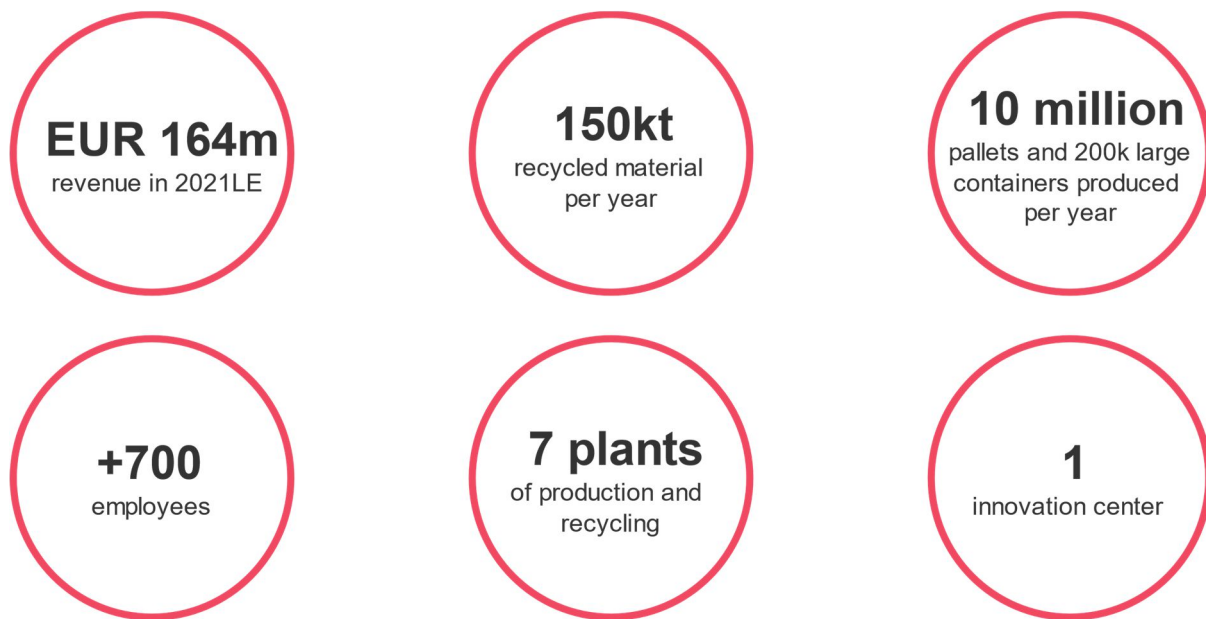 EUR 164m
revenue in 2021LE
150kt
recycled material
per year
10 million
pallets and 200k large
containers produced
per year
+700
employees
7 plants
of production and
recycling
1
innovation center